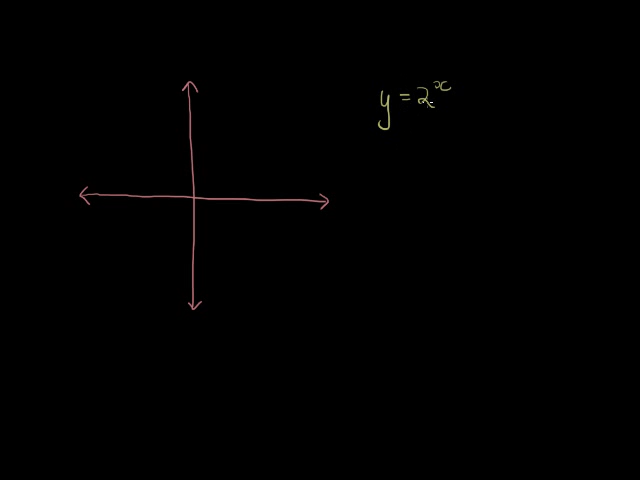 y = 2^x